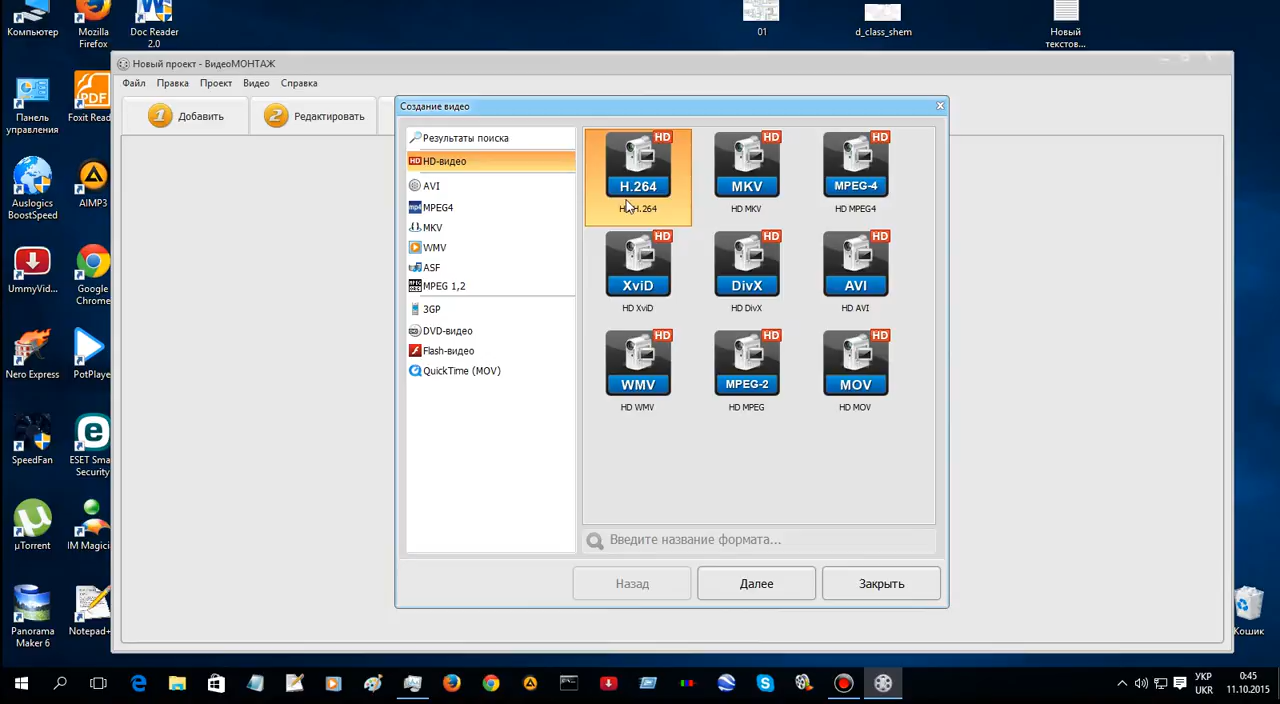 Компьютер
Mozilla
Firefox
Doc Reader
2.0
01
d_class_shem
Новый
текстов...
Новый проект - ВидеоМОНТАЖ
Файл Правка Проект Видео Справка
1 Добавить
2 Редактировать
Панель
управления
PDF
Foxit Read
Auslogics
BoostSpeed
AIMP3
UmmyVid...
Google
Chrome
Nero Express
PotPlaye
SpeedFan
ESET Sma
Security
µTorrent
IM Magici
Panorama
Maker 6
Notepad+
Создание видео
Результаты поиска
HD HD-видео
AVI
mp4 MPEG4
MKV
WMV
ASF
MPEG 1,2
3GP
DVD-видео
Flash-видео
QuickTime (MOV)
HD HD HD
H.264 MKV MPEG-4
HD MKV HD MPEG4
HD HD HD
XviD DivX AVI
HD XviD HD DivX HD AVI
HD HD HD
WMV MPEG-2 MOV
HD WMV HD MPEG HD MOV
Введите название формата...
Назад Далее Закрыть
Кошик
УКР
UKR
0:45
11.10.2015